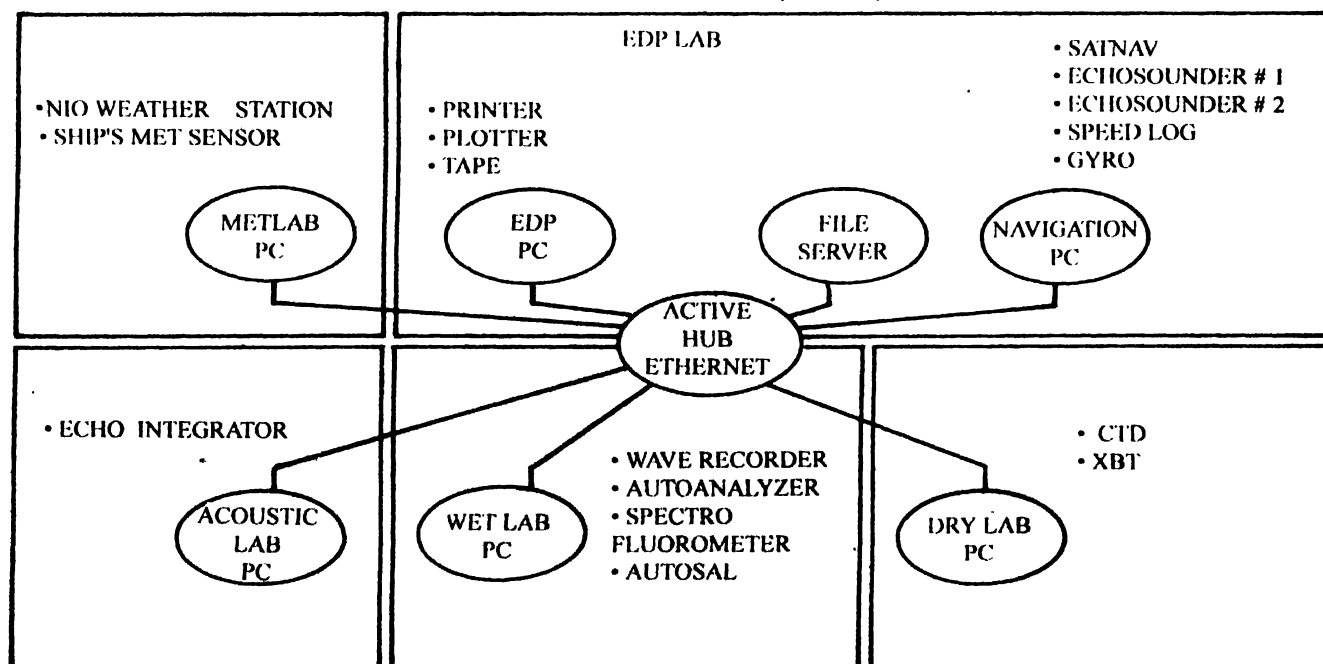 EDP LAB
•NIO WEATHER STATION
• SHIP'S MET SENSOR
• PRINTER
• PLOTTER
• TAPE
• SATNAV
• ECHOSOUNDER # 1
• ECHOSOUNDER # 2
• SPEED LOG
• GYRO
METLAB
PC
EDP
PC
FILE
SERVER
NAVIGATION
PC
ACTIVE
HUB
ETHERNET
• ECHO INTEGRATOR
• WAVE RECORDER
• AUTOANALYZER
• SPECTRO
FLUOROMETER
• AUTOSAL
• CTD
• XBT
ACOUSTIC
LAB
PC
WET LAB
PC
DRY LAB
PC